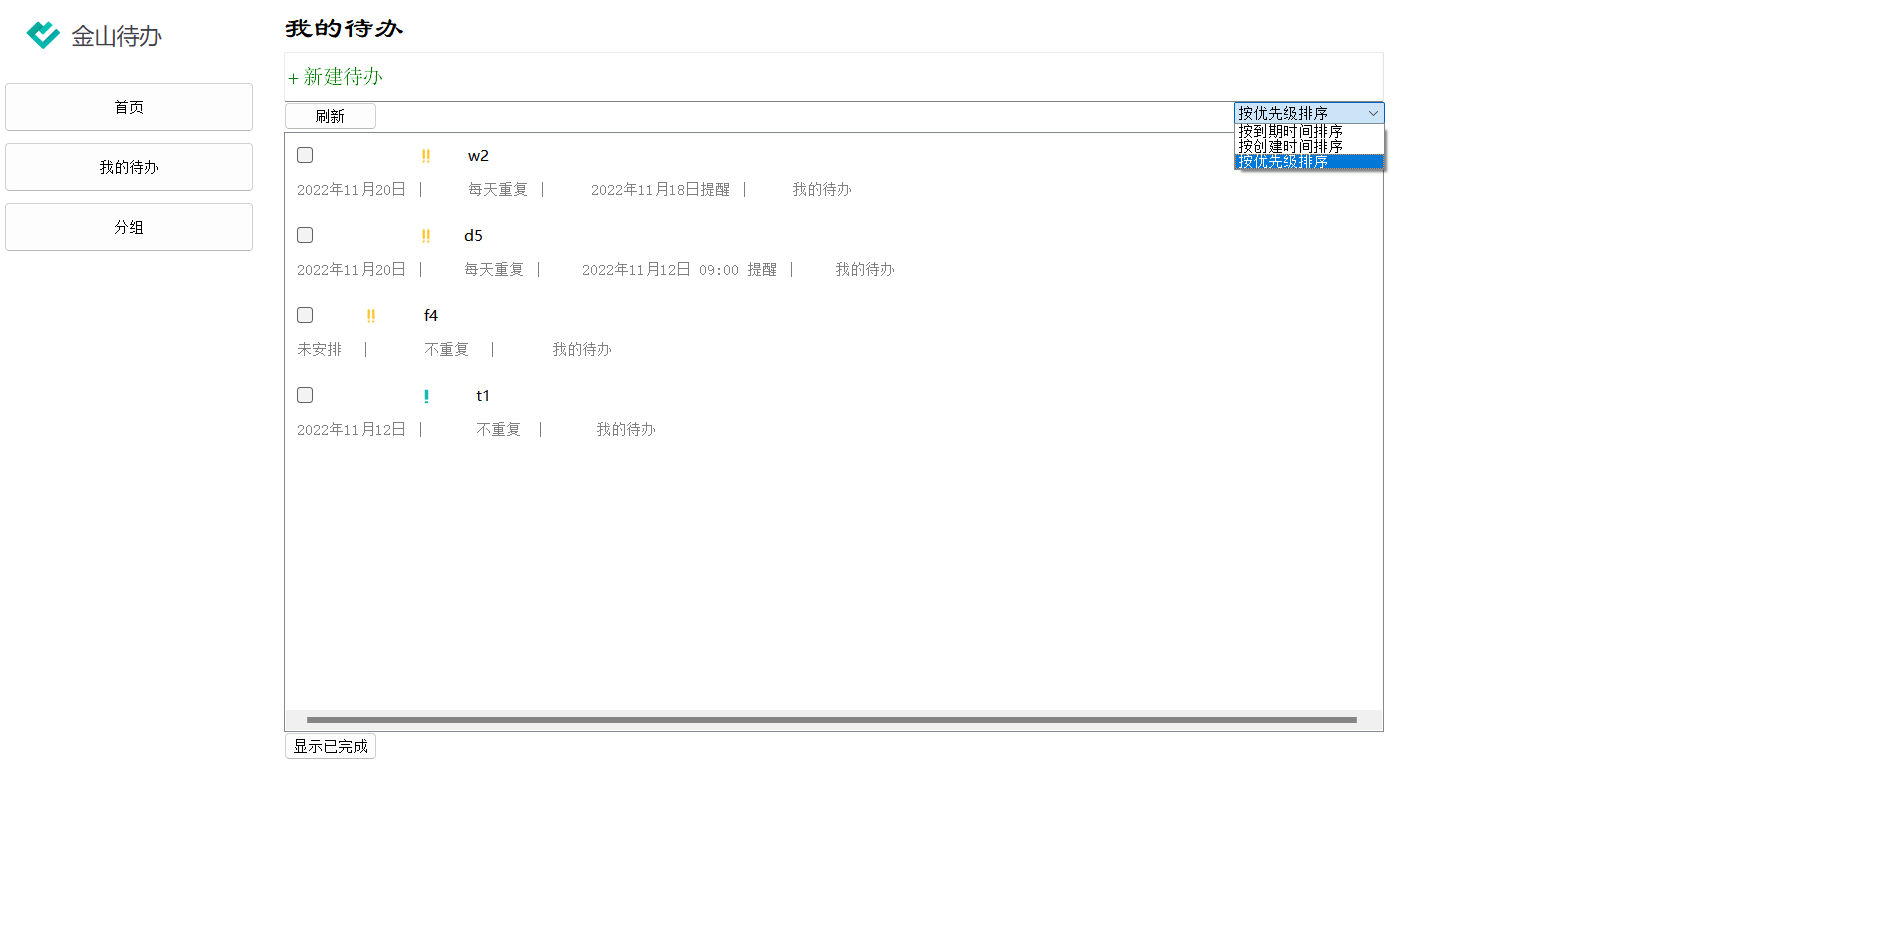 金山待办
首页
我的待办
分组
我的待办
+ 新建待办
刷新
按优先级排序
按到期时间排序
按创建时间排序
按优先级排序
!! w2
2022年11月20日 | 每天重复 | 2022年11月18日提醒 | 我的待办
!! d5
2022年11月20日 | 每天重复 | 2022年11月12日 09:00 提醒 | 我的待办
!! f4
未安排 | 不重复 | 我的待办
! t1
2022年11月12日 | 不重复 | 我的待办
显示已完成